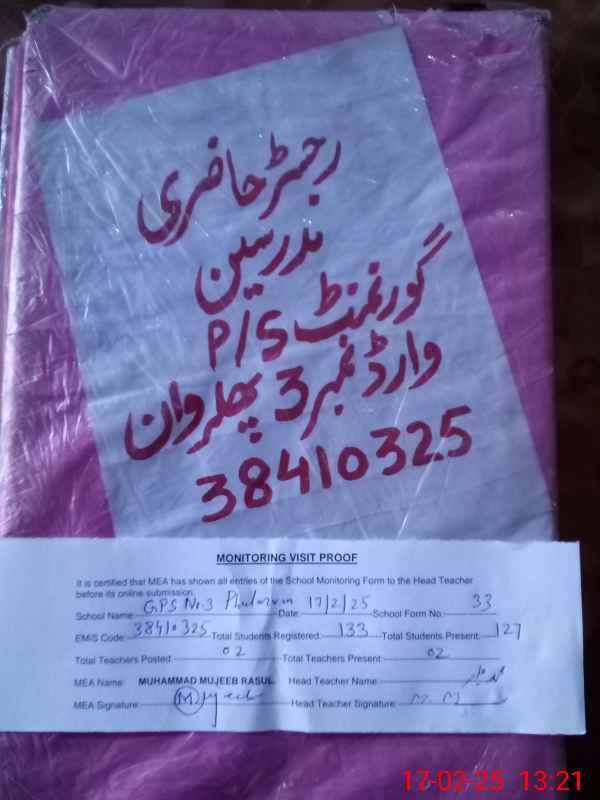 رجسٹر حاضری
مدرسین
گورنمنٹ P/S
وارڈ نمبر 3 پھلروان
38410325
MONITORING VISIT PROOF
It is certified that MEA has shown all entries of the School Monitoring Form to the Head Teacher
before its online submission.
School Name: GPS No.3 Phularwan Date: 17/2/25 School Form No.: 33
EMIS Code: 38410325 Total Students Registered: 133 Total Students Present: 127
Total Teachers Posted: 02 Total Teachers Present: 02
MEA Name: MUHAMMAD MUJEEB RASUL Head Teacher Name:
MEA Signature: Mujeeb Head Teacher Signature:
17-02-25 13:21